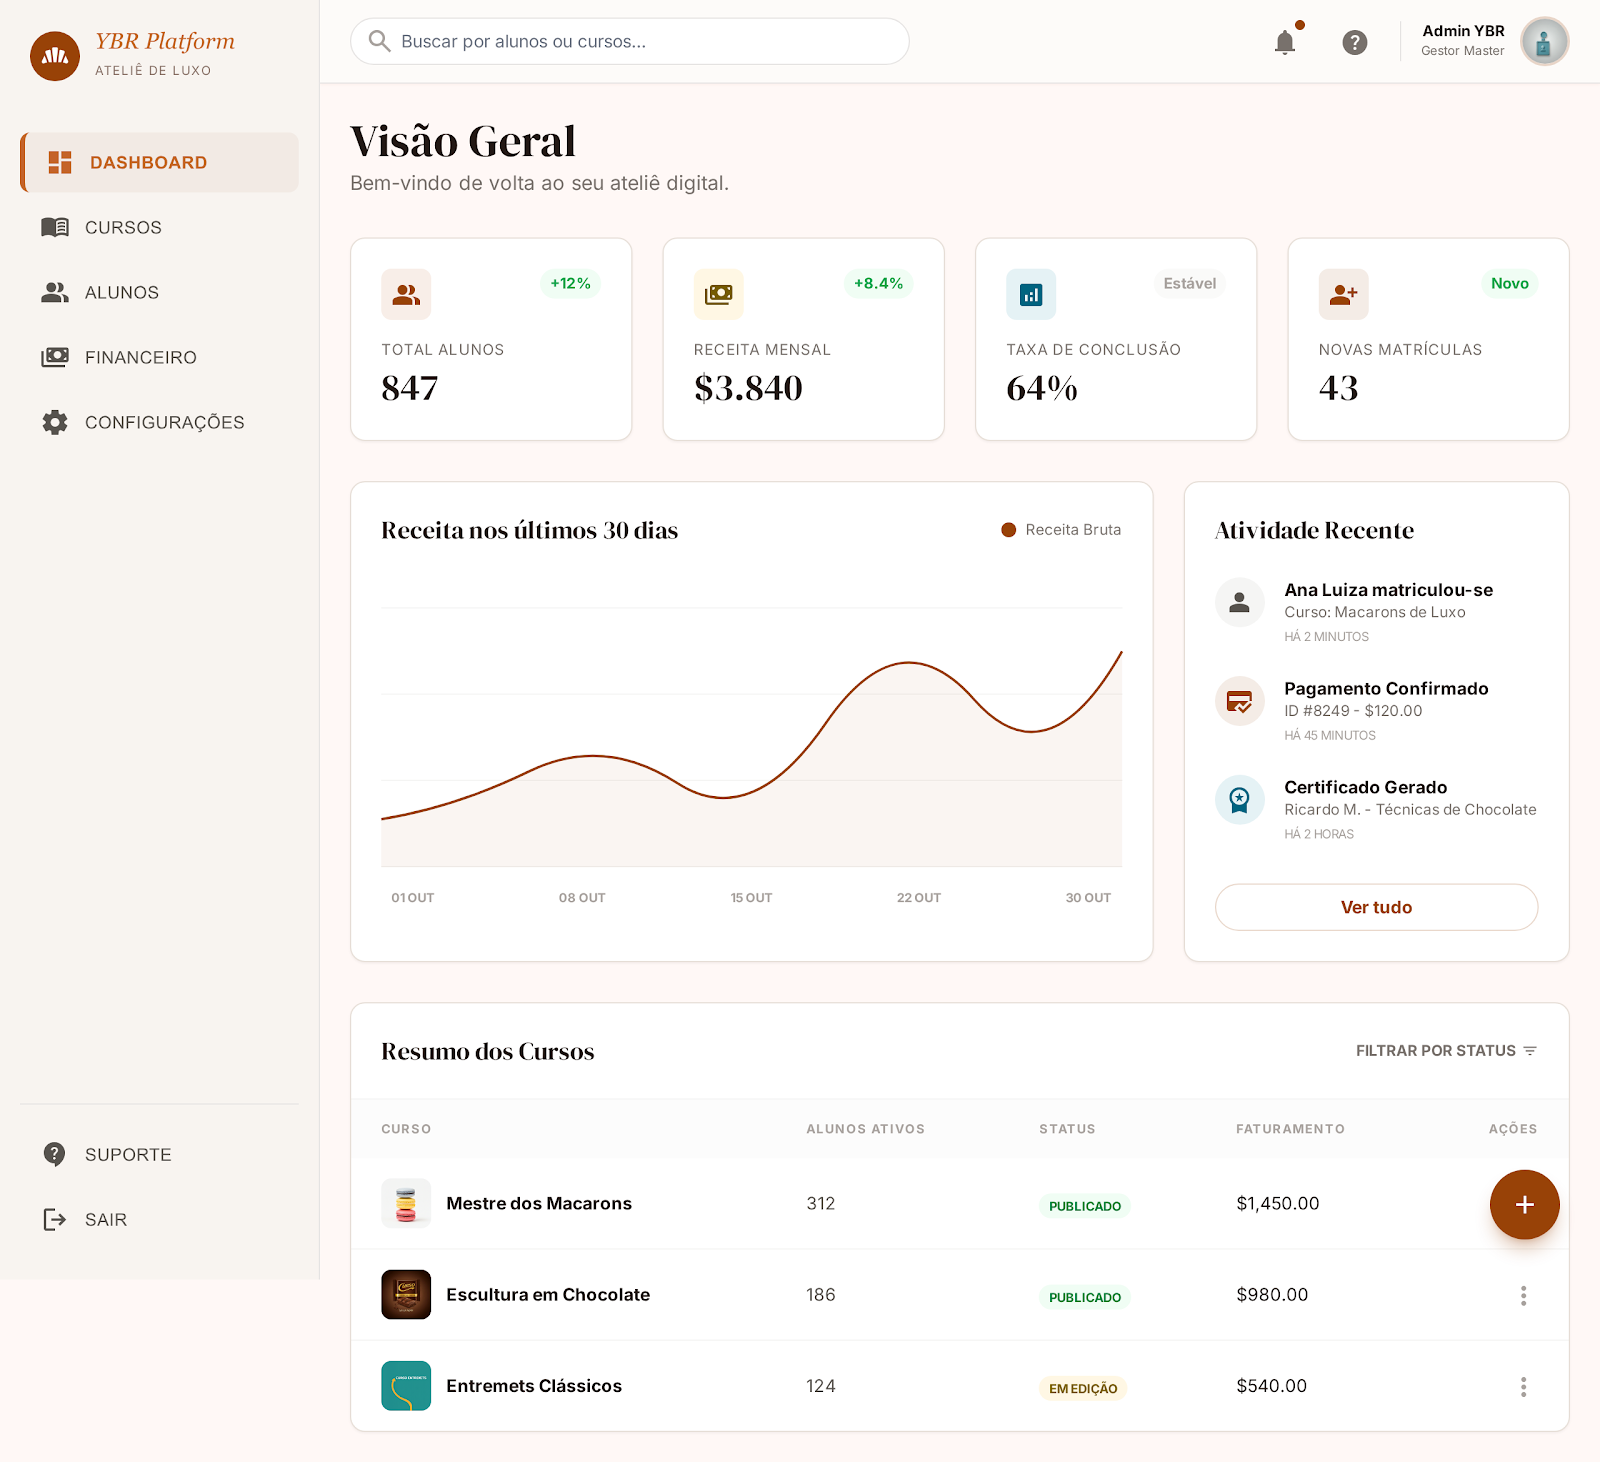 YBR Platform
ATELIÊ DE LUXO
DASHBOARD
CURSOS
ALUNOS
FINANCEIRO
CONFIGURAÇÕES
SUPORTE
SAIR
Buscar por alunos ou cursos...
Admin YBR
Gestor Master
Visão Geral
Bem-vindo de volta ao seu ateliê digital.
+12%
TOTAL ALUNOS
847
+8.4%
RECEITA MENSAL
$3.840
Estável
TAXA DE CONCLUSÃO
64%
Novo
NOVAS MATRÍCULAS
43
Receita nos últimos 30 dias
Receita Bruta
01 OUT
08 OUT
15 OUT
22 OUT
30 OUT
Atividade Recente
Ana Luiza matriculou-se
Curso: Macarons de Luxo
HÁ 2 MINUTOS
Pagamento Confirmado
ID #8249 - $120.00
HÁ 45 MINUTOS
Certificado Gerado
Ricardo M. - Técnicas de Chocolate
HÁ 2 HORAS
Ver tudo
Resumo dos Cursos
FILTRAR POR STATUS
CURSO ALUNOS ATIVOS STATUS FATURAMENTO AÇÕES
Mestre dos Macarons 312 PUBLICADO $1,450.00
Escultura em Chocolate 186 PUBLICADO $980.00
Entremets Clássicos 124 EM EDIÇÃO $540.00